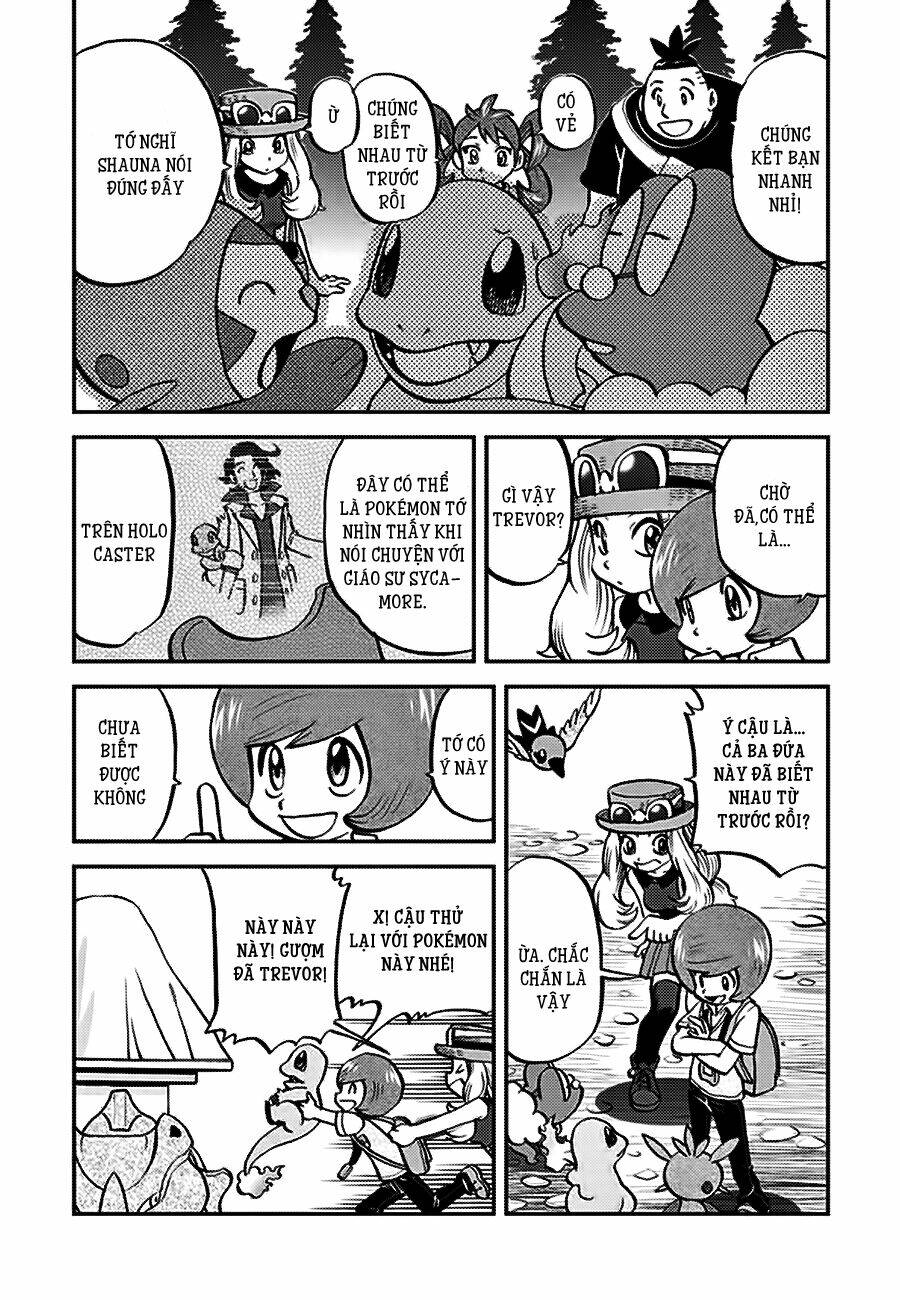 CHÚNG
KẾT BẠN
NHANH
NHỈ!
CÓ
VẺ
CHÚNG
BIẾT
NHAU TỪ
TRƯỚC
RỒI
Ừ
TỚ NGHĨ
SHAUNA NÓI
ĐÚNG ĐẤY
CHỜ
ĐÃ,CÓ THỂ
LÀ...
GÌ VẬY
TREVOR?
ĐÂY CÓ THỂ
LÀ POKÉMON TỚ
NHÌN THẤY KHI
NÓI CHUYỆN VỚI
GIÁO SƯ SYCA-
MORE.
TRÊN HOLO
CASTER
Ý CẬU LÀ...
CẢ BA ĐỨA
NÀY ĐÃ BIẾT
NHAU TỪ
TRƯỚC RỒI?
ỪA. CHẮC
CHẮN LÀ
VẬY
TỚ CÓ
Ý NÀY
CHƯA
BIẾT
ĐƯỢC
KHÔNG
X! CẬU THỬ
LẠI VỚI POKÉMON
NÀY NHÉ!
NÀY NÀY
NÀY! GƯỢM
ĐÃ TREVOR!